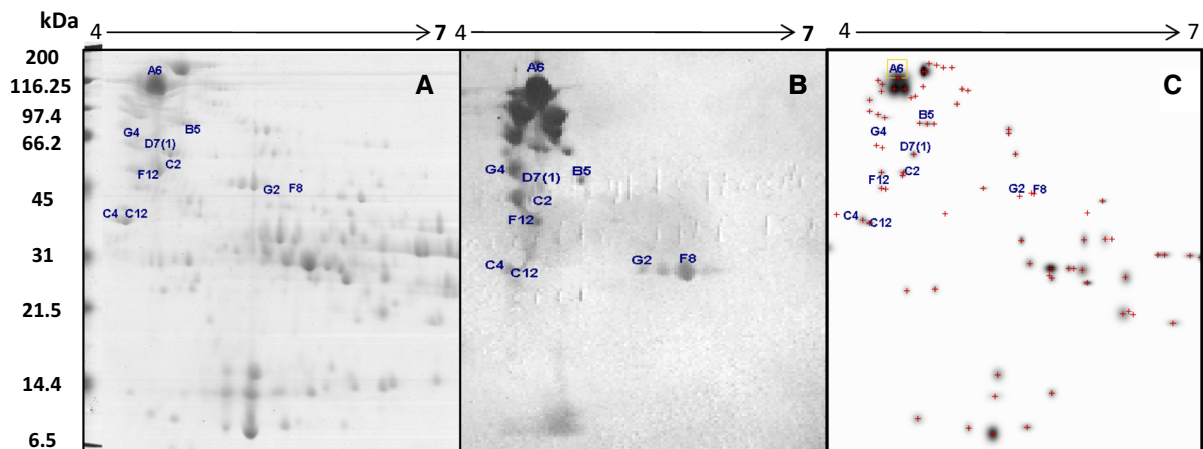 kDa
4 7 4 7 4 7
200
116.25
97.4
66.2
45
31
21.5
14.4
6.5
A
A6
G4
B5
D7(1)
C2
F12
G2 F8
C4 C12
B
A6
G4
B5
D7(1)
C2
F12
C4
C12
G2
F8
C
A6
B5
G4
D7(1)
C2
F12
G2 F8
C4
C12